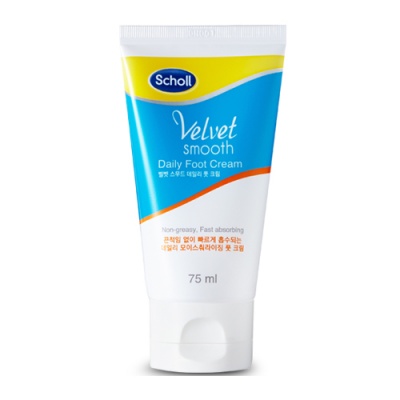 Scholl
Velvet
smooth
Daily Foot Cream
벨벳 스무드 데일리 풋 크림
Non-greasy, Fast absorbing
끈적임 없이 빠르게 흡수되는
데일리 모이스춰라이징 풋 크림
75 ml